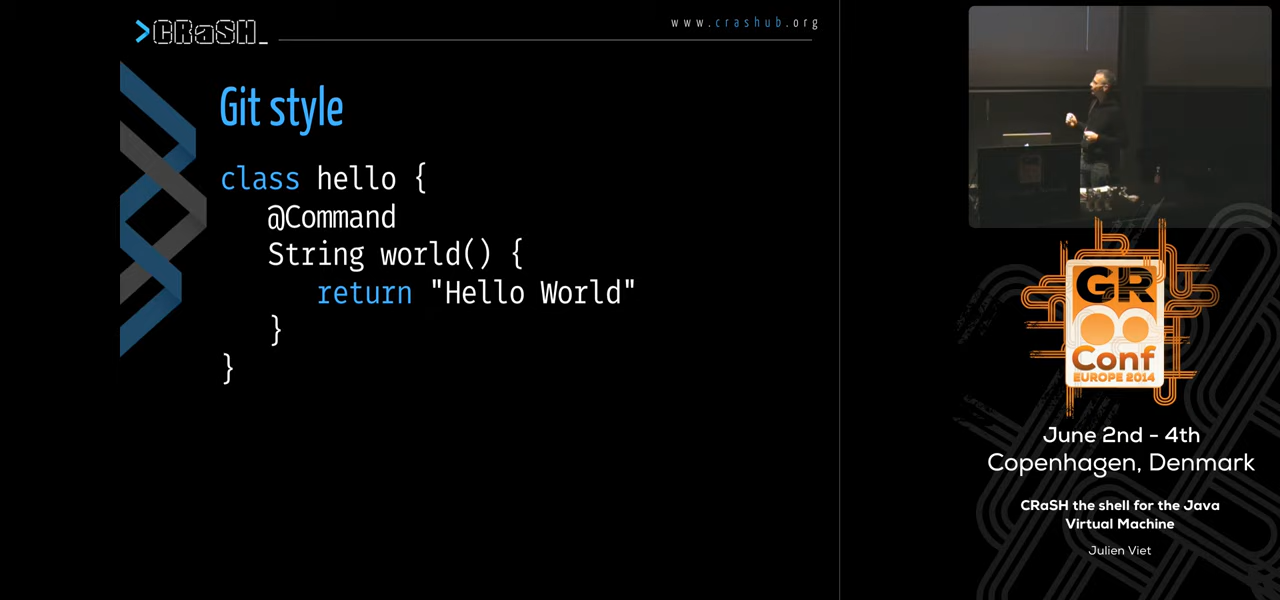 >CRaSH_
www.crashub.org
Git style
class hello {
@Command
String world() {
return "Hello World"
}
}
GR8
Conf
EUROPE 2014
June 2nd - 4th
Copenhagen, Denmark
CRaSH the shell for the Java
Virtual Machine
Julien Viet